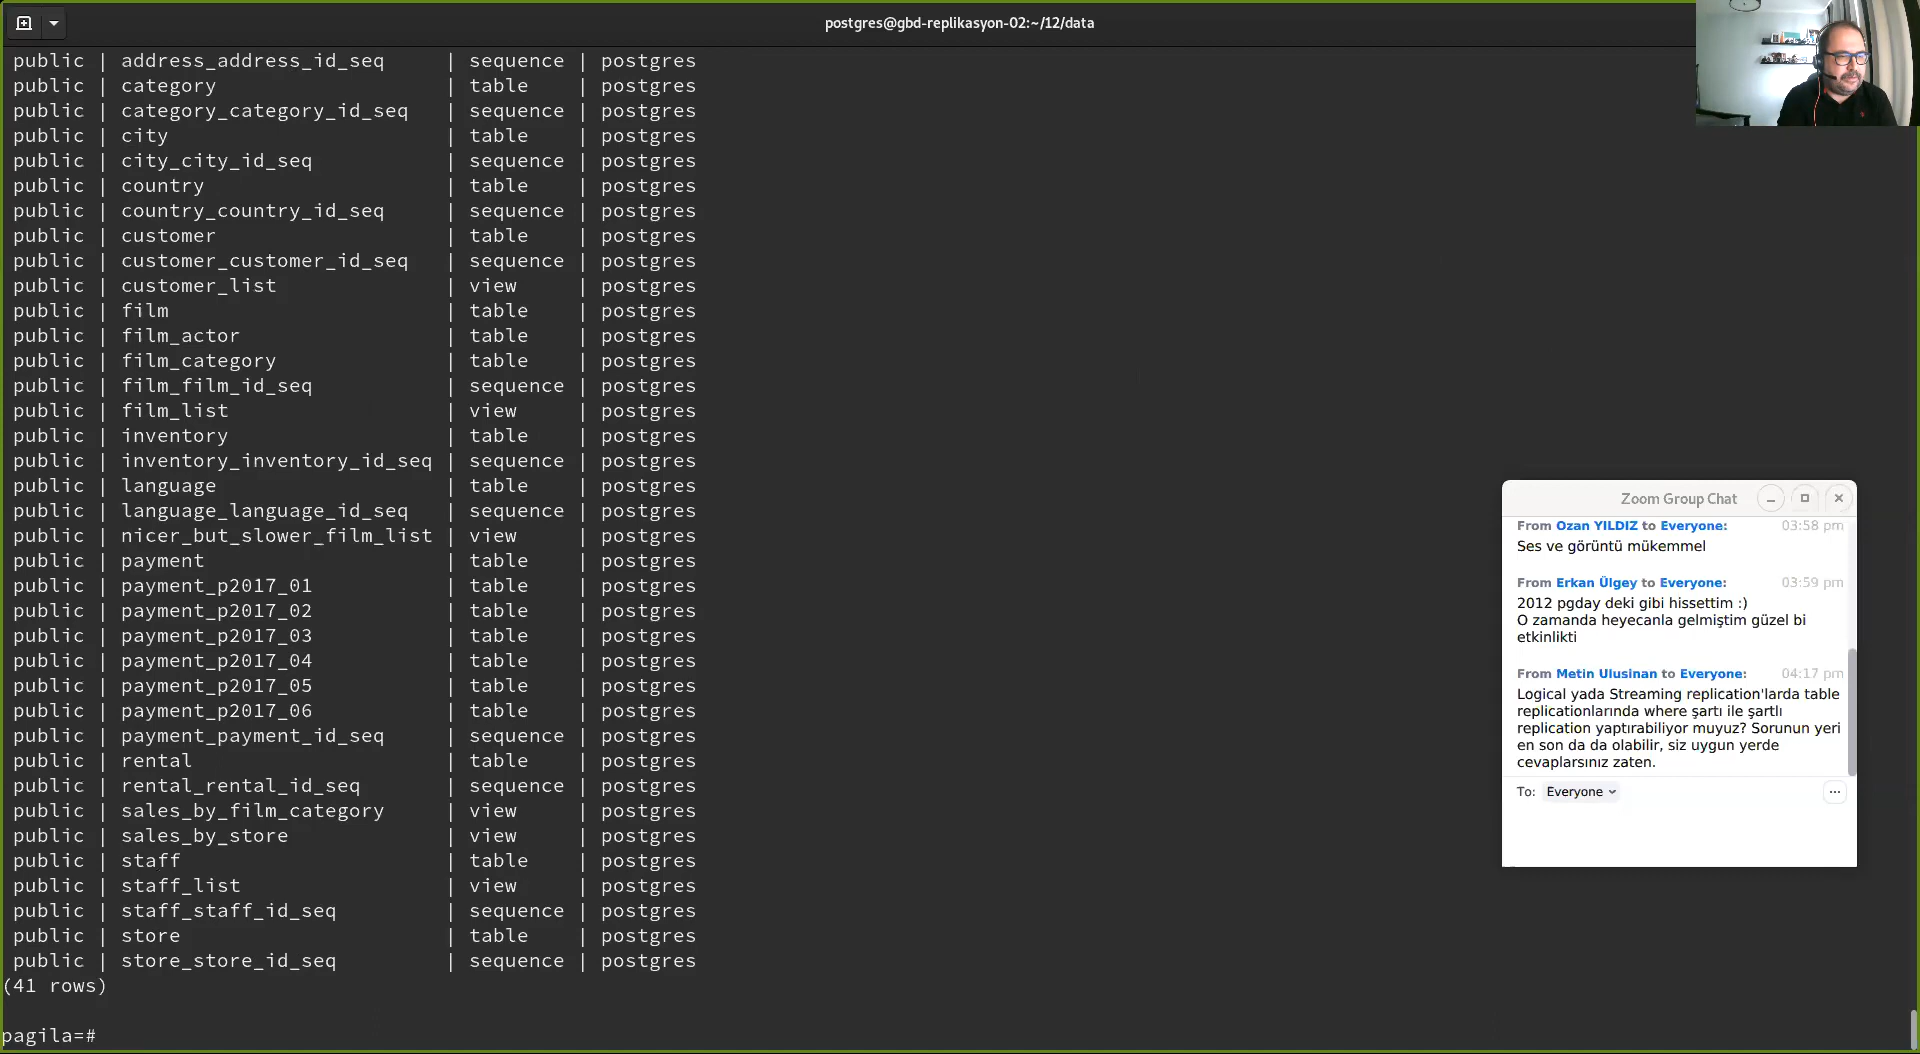 postgres@gbd-replikasyon-02:~/12/data
public | address_address_id_seq | sequence | postgres
public | category | table | postgres
public | category_category_id_seq | sequence | postgres
public | city | table | postgres
public | city_city_id_seq | sequence | postgres
public | country | table | postgres
public | country_country_id_seq | sequence | postgres
public | customer | table | postgres
public | customer_customer_id_seq | sequence | postgres
public | customer_list | view | postgres
public | film | table | postgres
public | film_actor | table | postgres
public | film_category | table | postgres
public | film_film_id_seq | sequence | postgres
public | film_list | view | postgres
public | inventory | table | postgres
public | inventory_inventory_id_seq | sequence | postgres
public | language | table | postgres
public | language_language_id_seq | sequence | postgres
public | nicer_but_slower_film_list | view | postgres
public | payment | table | postgres
public | payment_p2017_01 | table | postgres
public | payment_p2017_02 | table | postgres
public | payment_p2017_03 | table | postgres
public | payment_p2017_04 | table | postgres
public | payment_p2017_05 | table | postgres
public | payment_p2017_06 | table | postgres
public | payment_payment_id_seq | sequence | postgres
public | rental | table | postgres
public | rental_rental_id_seq | sequence | postgres
public | sales_by_film_category | view | postgres
public | sales_by_store | view | postgres
public | staff | table | postgres
public | staff_list | view | postgres
public | staff_staff_id_seq | sequence | postgres
public | store | table | postgres
public | store_store_id_seq | sequence | postgres
(41 rows)
pagila=#
Zoom Group Chat
From Ozan YILDIZ to Everyone: 03:58 pm
Ses ve görüntü mükemmel
From Erkan Ülgey to Everyone: 03:59 pm
2012 pgday deki gibi hissettim :)
O zamanda heyecanla gelmiştim güzel bi
etkinlikti
From Metin Ulusinan to Everyone: 04:17 pm
Logical yada Streaming replication'larda table
replicationlarında where şartı ile şartlı
replication yaptırabiliyor muyuz? Sorunun yeri
en son da da olabilir, siz uygun yerde
cevaplarsınız zaten.
To: Everyone